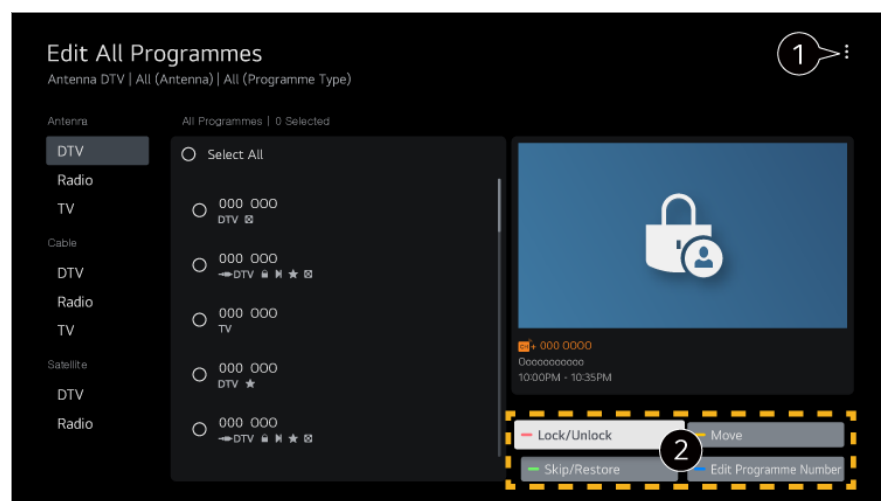 Edit All Programmes
Antenna DTV | All (Antenna) | All (Programme Type)
1
Antenna
All Programmes | 0 Selected
DTV
Radio
TV
Cable
DTV
Radio
TV
Satellite
DTV
Radio
Select All
000 000
DTV
000 000
DTV
000 000
TV
000 000
DTV
000 000
DTV
000 0000
Ooooooooooo
10:00PM - 10:35PM
Lock/Unlock
2
Move
Skip/Restore
Edit Programme Number